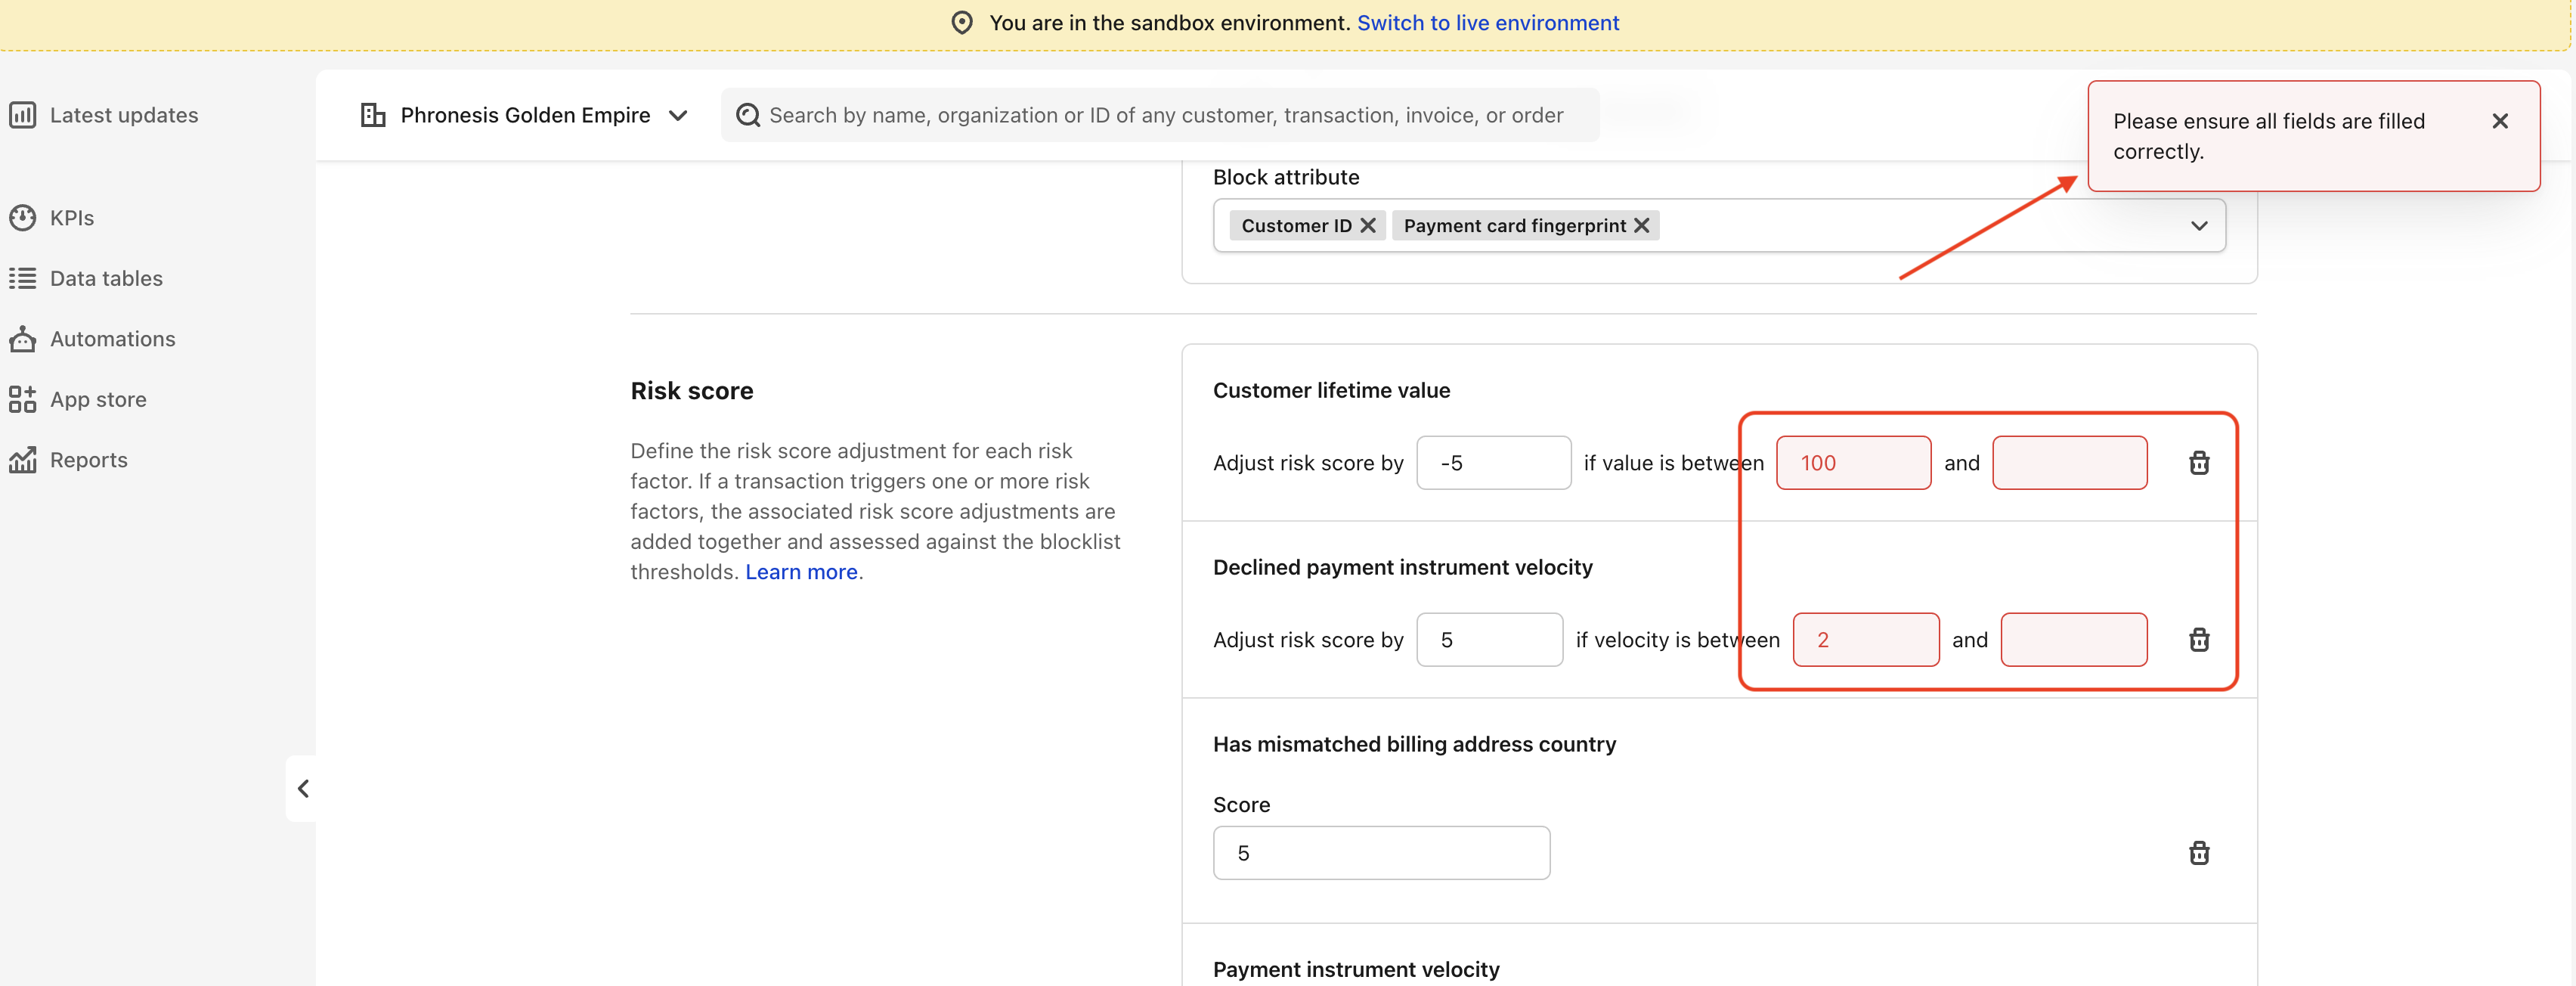 You are in the sandbox environment. Switch to live environment
Latest updates
KPIs
Data tables
Automations
App store
Reports
Phronesis Golden Empire
Search by name, organization or ID of any customer, transaction, invoice, or order
Please ensure all fields are filled
correctly.
Block attribute
Customer ID
Payment card fingerprint
Risk score
Define the risk score adjustment for each risk
factor. If a transaction triggers one or more risk
factors, the associated risk score adjustments are
added together and assessed against the blocklist
thresholds. Learn more.
Customer lifetime value
Adjust risk score by -5 if value is between 100 and
Declined payment instrument velocity
Adjust risk score by 5 if velocity is between 2 and
Has mismatched billing address country
Score
5
Payment instrument velocity